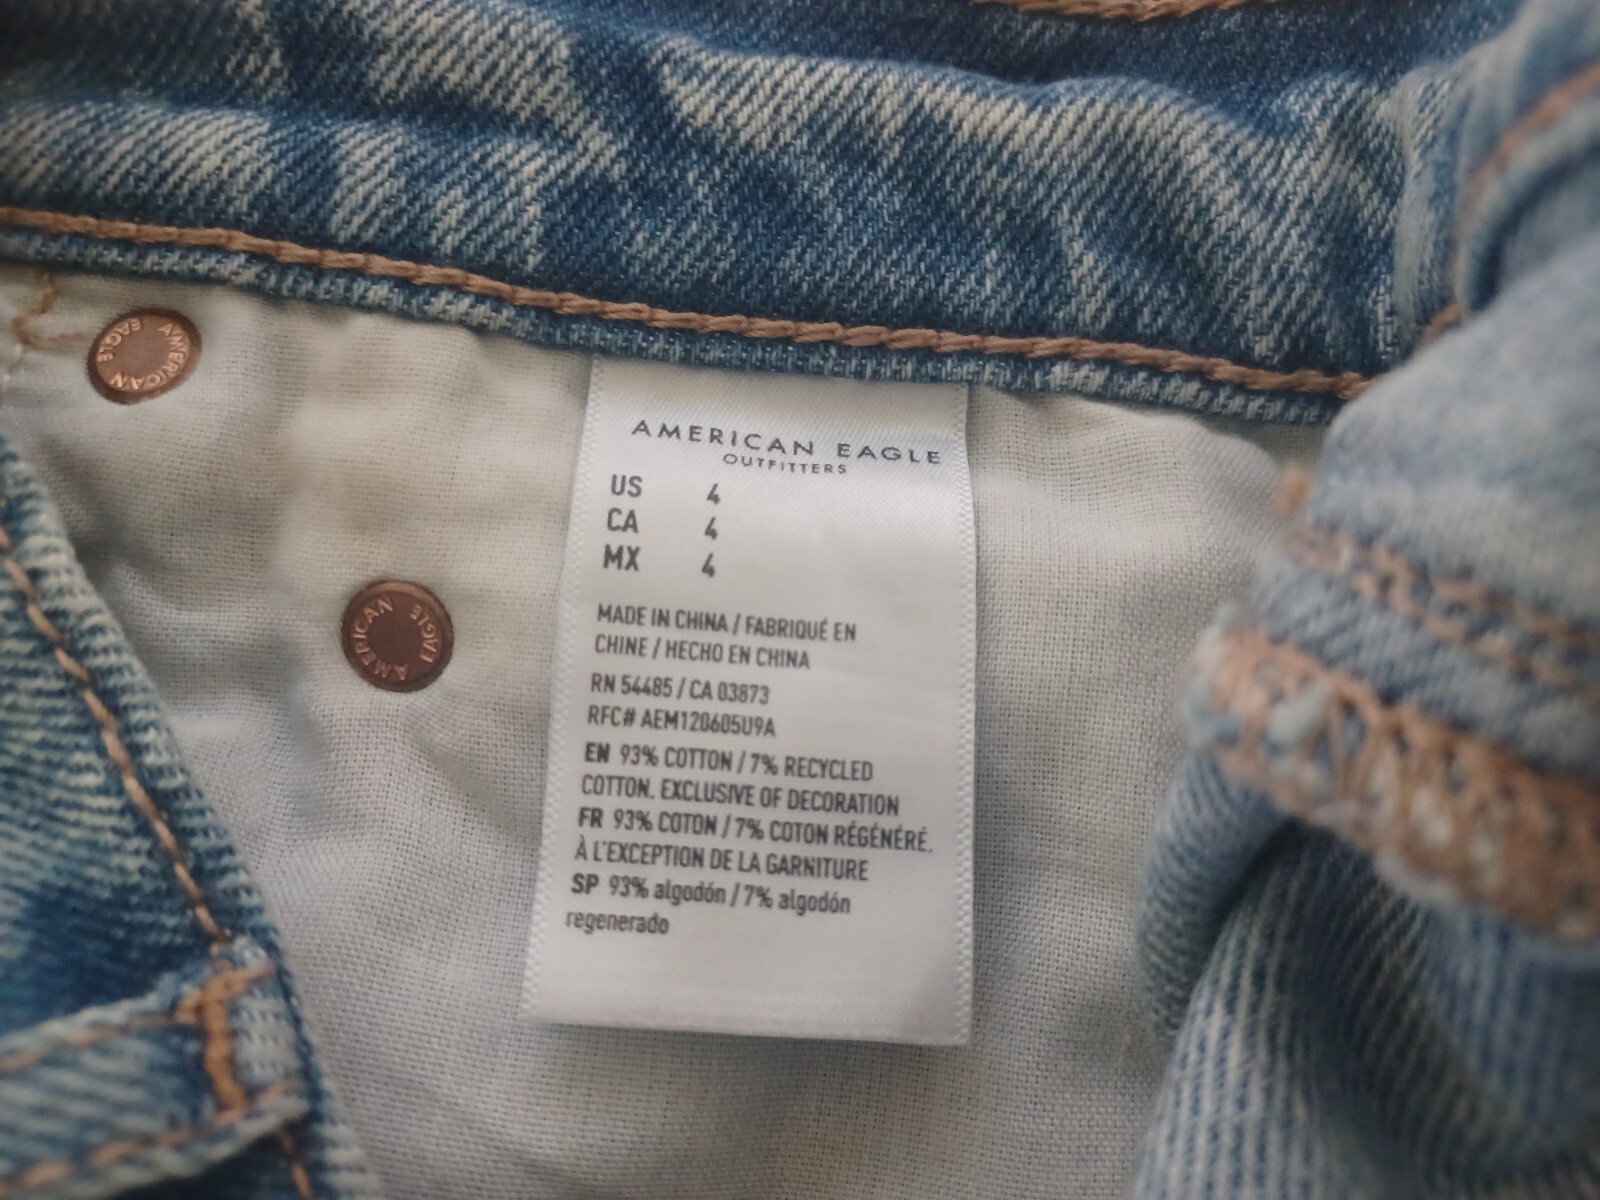 AMERICAN EAGLE
OUTFITTERS
US 4
CA 4
MX 4
MADE IN CHINA / FABRIQUÉ EN
CHINE / HECHO EN CHINA
RN 54485 / CA 03873
RFC# AEM120605U9A
EN 93% COTTON / 7% RECYCLED
COTTON. EXCLUSIVE OF DECORATION
FR 93% COTON / 7% COTON RÉGÉNÉRÉ.
À L'EXCEPTION DE LA GARNITURE
SP 93% algodón / 7% algodón
regenerado
AMERICAN EAGLE
AMERICAN EAGLE